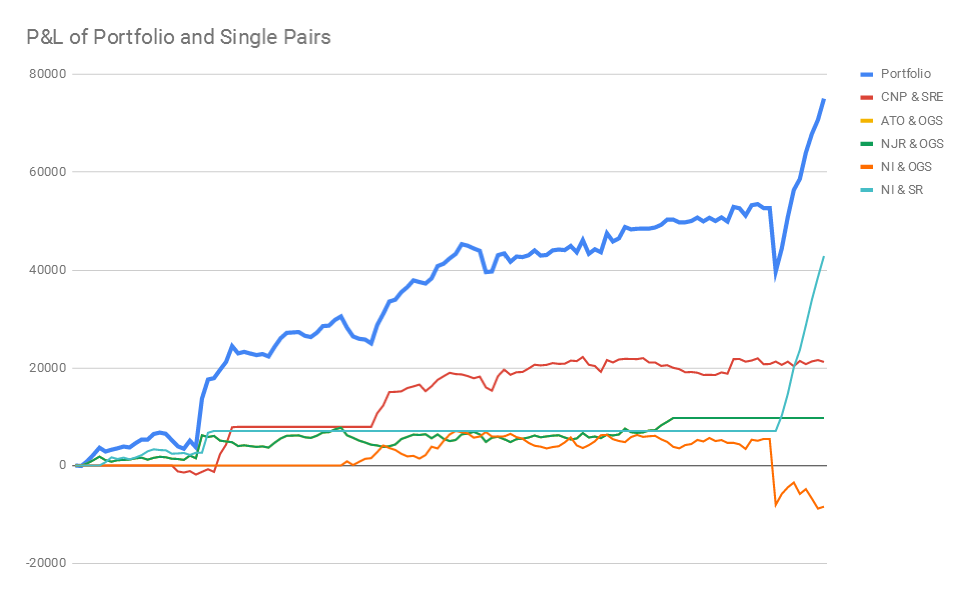 P&L of Portfolio and Single Pairs
80000
60000
40000
20000
0
-20000
Portfolio
CNP & SRE
ATO & OGS
NJR & OGS
NI & OGS
NI & SR